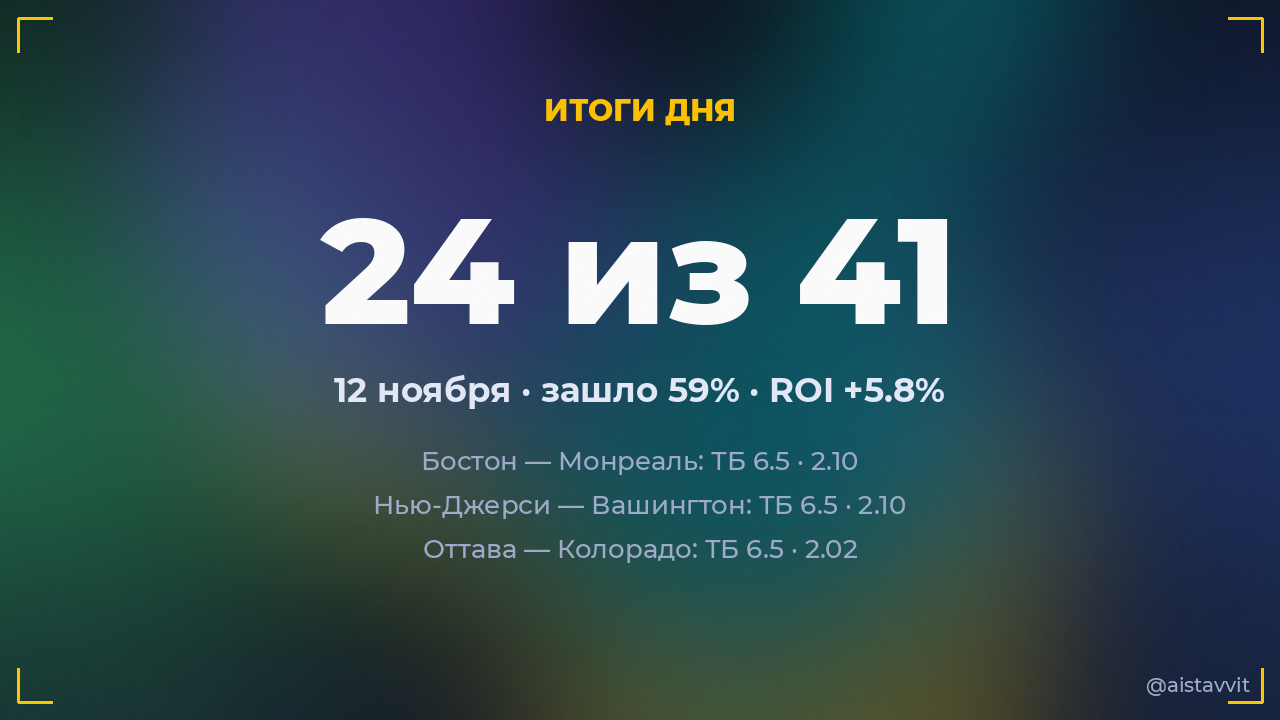 ИТОГИ ДНЯ
24 из 41
12 ноября · зашло 59% · ROI +5.8%
Бостон — Монреаль: ТБ 6.5 · 2.10
Нью-Джерси — Вашингтон: ТБ 6.5 · 2.10
Оттава — Колорадо: ТБ 6.5 · 2.02
@aistavvit